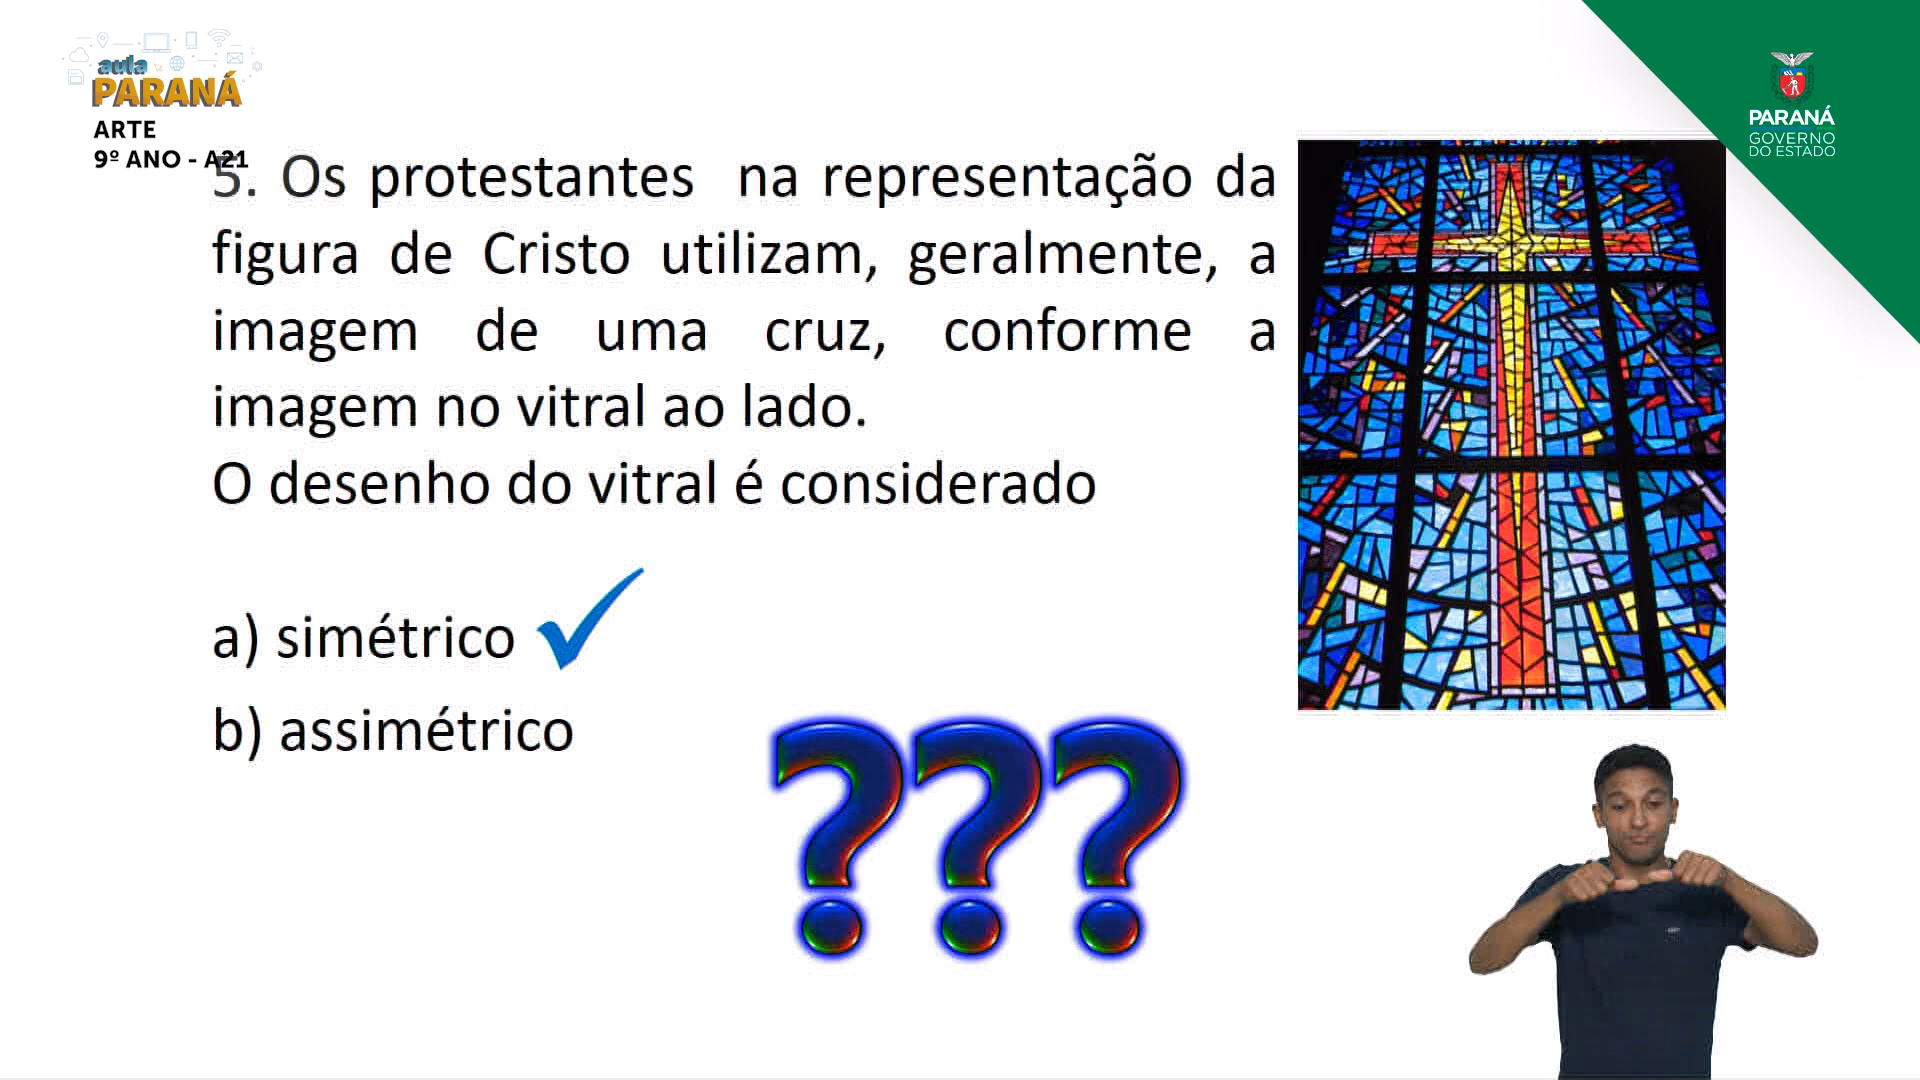 aula
PARANÁ
ARTE
9º ANO - A21
PARANÁ
GOVERNO
DO ESTADO
5. Os protestantes na representação da
figura de Cristo utilizam, geralmente, a
imagem de uma cruz, conforme a
imagem no vitral ao lado.
O desenho do vitral é considerado
a) simétrico
b) assimétrico
???